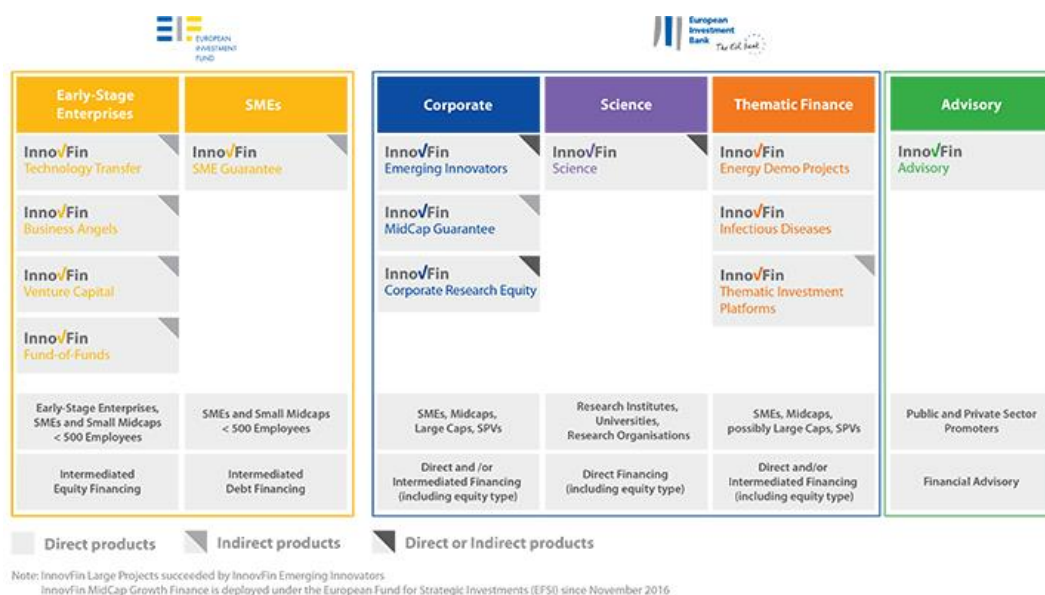 EIF
EUROPEAN
INVESTMENT
FUND
European
Investment
Bank
The EU bank
Early-Stage
Enterprises
SMEs
Corporate
Science
Thematic Finance
Advisory
InnovFin
Technology Transfer
InnovFin
SME Guarantee
InnovFin
Emerging Innovators
InnovFin
Science
InnovFin
Energy Demo Projects
InnovFin
Advisory
InnovFin
Business Angels
InnovFin
MidCap Guarantee
InnovFin
Infectious Diseases
InnovFin
Venture Capital
InnovFin
Corporate Research Equity
InnovFin
Thematic Investment
Platforms
InnovFin
Fund-of-Funds
Early-Stage Enterprises,
SMEs and Small Midcaps
< 500 Employees
SMEs and Small Midcaps
< 500 Employees
SMEs, Midcaps,
Large Caps, SPVs
Research Institutes,
Universities,
Research Organisations
SMEs, Midcaps,
possibly Large Caps, SPVs
Public and Private Sector
Promoters
Intermediated
Equity Financing
Intermediated
Debt Financing
Direct and /or
Intermediated Financing
(including equity type)
Direct Financing
(including equity type)
Direct and/or
Intermediated Financing
(including equity type)
Financial Advisory
Direct products
Indirect products
Direct or Indirect products
Note: InnovFin Large Projects succeeded by InnovFin Emerging Innovators
InnovFin MidCap Growth Finance is deployed under the European Fund for Strategic Investments (EFSI) since November 2016